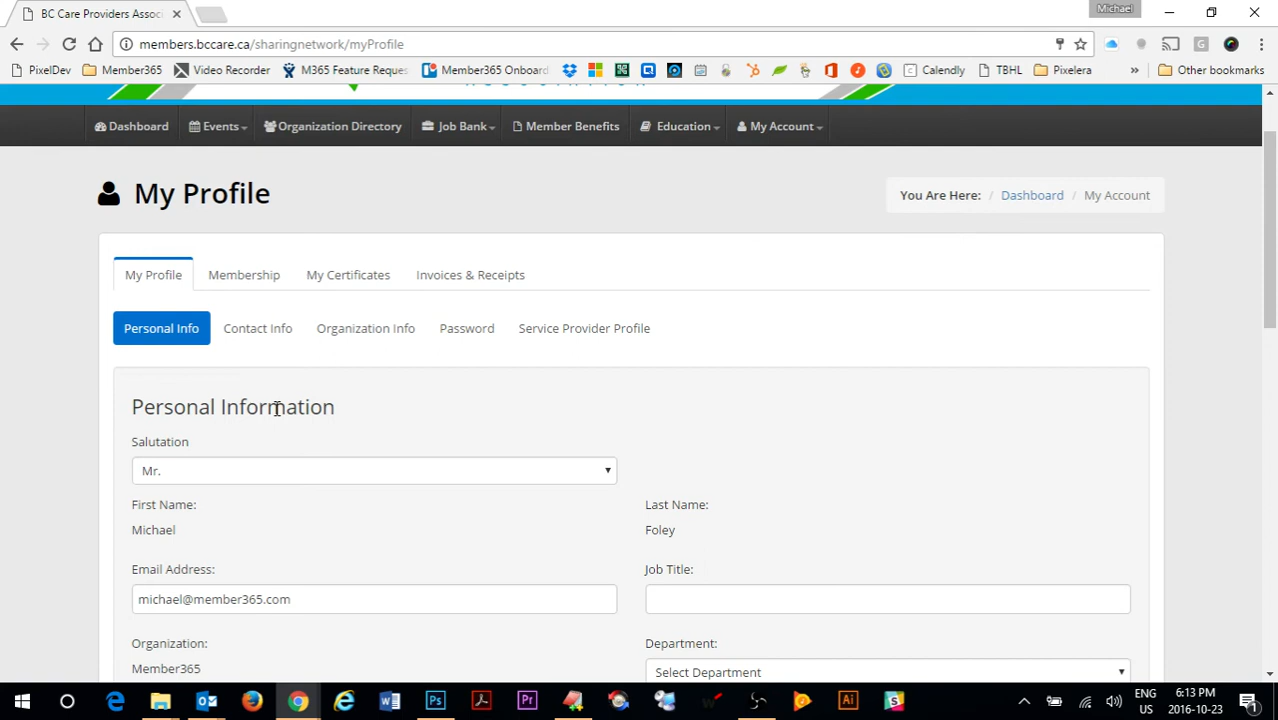 BC Care Providers Assoc
Michael
members.bccare.ca/sharingnetwork/myProfile
PixelDev Member365 Video Recorder M365 Feature Reques Member365 Onboard Calendly TBHL Pixelera » Other bookmarks
Dashboard Events Organization Directory Job Bank Member Benefits Education My Account
My Profile
You Are Here: / Dashboard / My Account
My Profile Membership My Certificates Invoices & Receipts
Personal Info Contact Info Organization Info Password Service Provider Profile
Personal Information
Salutation
Mr.
First Name: Last Name:
Michael Foley
Email Address: Job Title:
michael@member365.com
Organization: Department:
Member365 Select Department
ENG 6:13 PM
US 2016-10-23